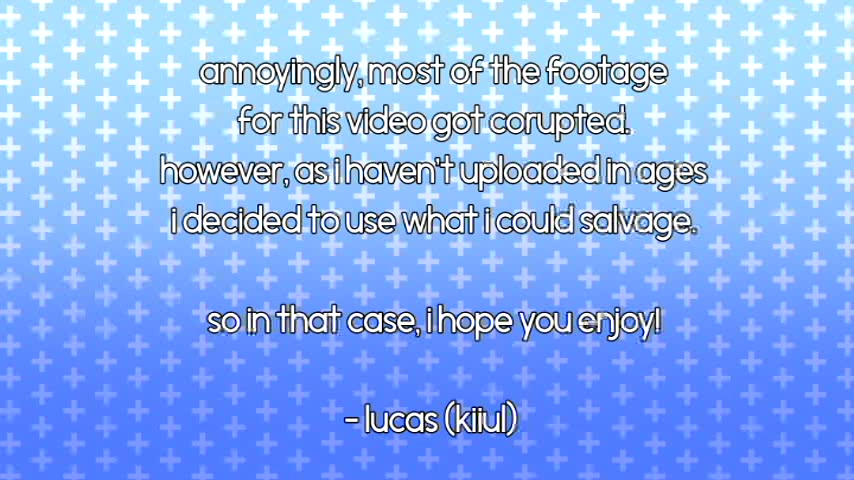 annoyingly, most of the footage
for this video got corupted.
however, as i haven't uploaded in ages
i decided to use what i could salvage.
so in that case, i hope you enjoy!
- lucas (kiiul)